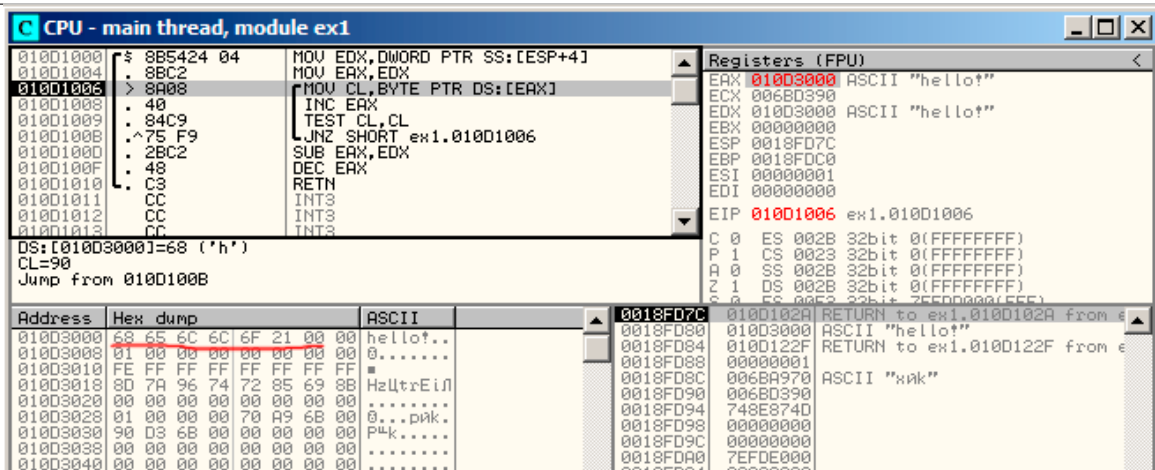 C CPU - main thread, module ex1
010D1000 $ 8B5424 04 MOV EDX,DWORD PTR SS:[ESP+4]
010D1004 . 8BC2 MOV EAX,EDX
010D1006 > 8A08 MOV CL,BYTE PTR DS:[EAX]
010D1008 . 40 INC EAX
010D1009 . 84C9 TEST CL,CL
010D100B .^75 F9 JNZ SHORT ex1.010D1006
010D100D . 2BC2 SUB EAX,EDX
010D100F . 48 DEC EAX
010D1010 . C3 RETN
010D1011 CC INT3
010D1012 CC INT3
010D1013 CC INT3
DS:[010D3000]=68 ('h')
CL=90
Jump from 010D100B
Registers (FPU) <
EAX 010D3000 ASCII "hello!"
ECX 006BD390
EDX 010D3000 ASCII "hello!"
EBX 00000000
ESP 0018FD7C
EBP 0018FDC0
ESI 00000001
EDI 00000000
EIP 010D1006 ex1.010D1006
C 0 ES 002B 32bit 0(FFFFFFFF)
P 1 CS 0023 32bit 0(FFFFFFFF)
A 0 SS 002B 32bit 0(FFFFFFFF)
Z 1 DS 002B 32bit 0(FFFFFFFF)
Address Hex dump ASCII
010D3000 68 65 6C 6C 6F 21 00 00 hello!..
010D3008 01 00 00 00 00 00 00 00 ☺.......
010D3010 FE FF FF FF FF FF FF FF ■
010D3018 8D 7A 96 74 72 85 69 8B НzЦtrЕiЛ
010D3020 00 00 00 00 00 00 00 00 ........
010D3028 01 00 00 00 70 A9 6B 00 ☺...pйk.
010D3030 90 D3 6B 00 00 00 00 00 Р╙k.....
010D3038 00 00 00 00 00 00 00 00 ........
010D3040 00 00 00 00 00 00 00 00 ........
0018FD7C 010D102A RETURN to ex1.010D102A from e
0018FD80 010D3000 ASCII "hello!"
0018FD84 010D122F RETURN to ex1.010D122F from e
0018FD88 00000001
0018FD8C 006BA970 ASCII "xйk"
0018FD90 006BD390
0018FD94 748E874D
0018FD98 00000000
0018FD9C 00000000
0018FDA0 7EFDE000